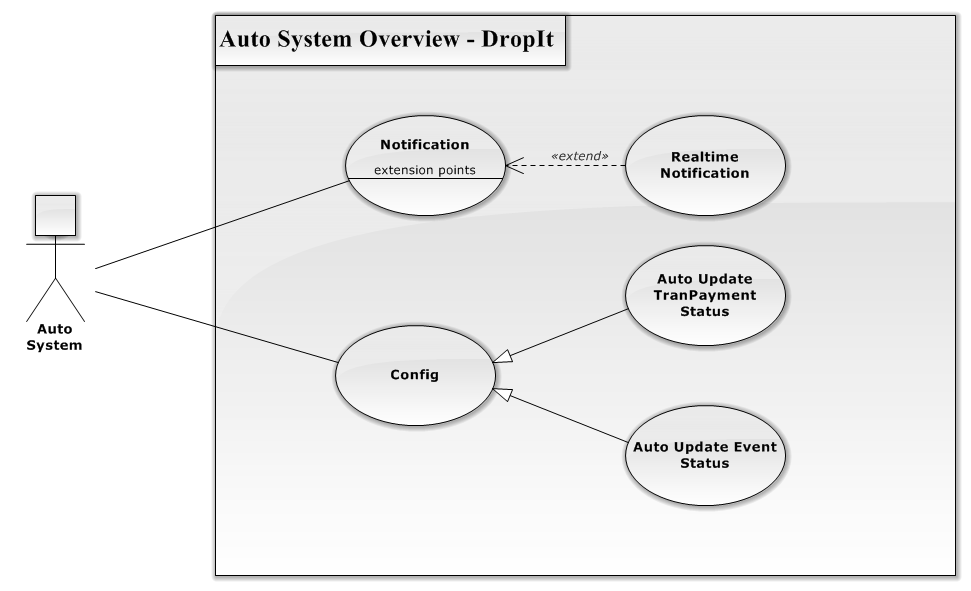 Auto System Overview - DropIt
Notification
extension points
«extend»
Realtime
Notification
Auto Update
TranPayment
Status
Auto
System
Config
Auto Update Event
Status